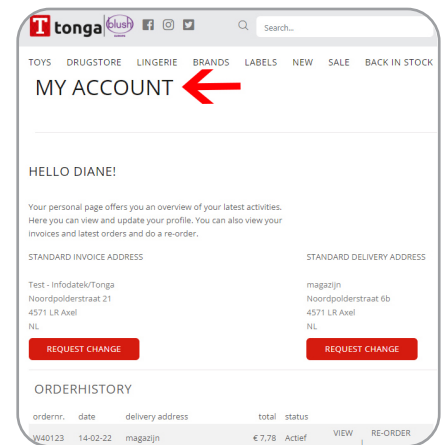 T tonga blush
Search...
TOYS DRUGSTORE LINGERIE BRANDS LABELS NEW SALE BACK IN STOCK
MY ACCOUNT
HELLO DIANE!
Your personal page offers you an overview of your latest activities.
Here you can view and update your profile. You can also view your
invoices and latest orders and do a re-order.
STANDARD INVOICE ADDRESS STANDARD DELIVERY ADDRESS
Test - Infodatek/Tonga magazijn
Noordpolderstraat 21 Noordpolderstraat 6b
4571 LR Axel 4571 LR Axel
NL NL
REQUEST CHANGE REQUEST CHANGE
ORDERHISTORY
ordernr. date delivery address total status
W40123 14-02-22 magazijn € 7,78 Actief VIEW RE-ORDER